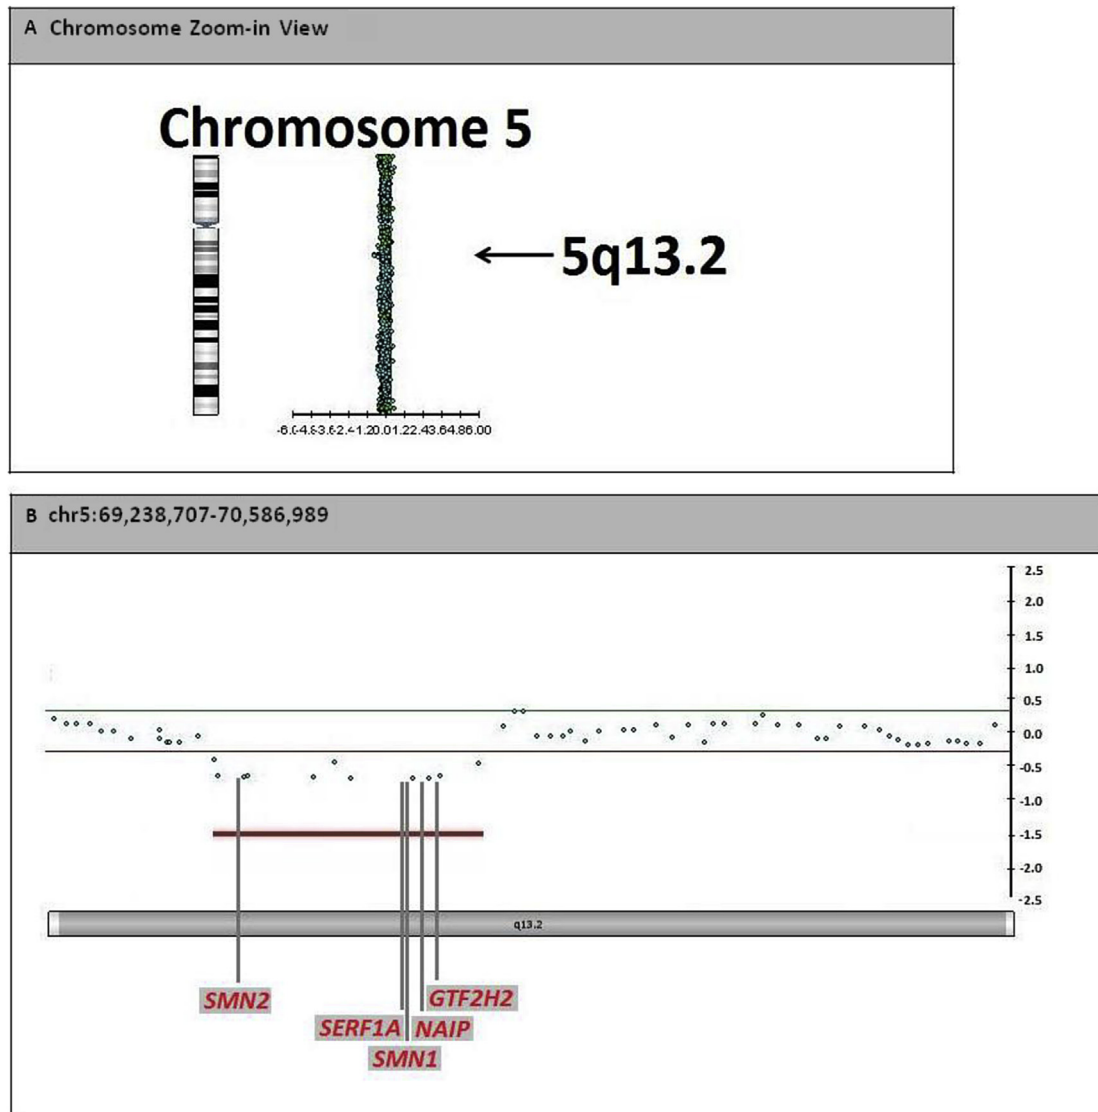 A Chromosome Zoom-in View
Chromosome 5
5q13.2
B chr5:69,238,707-70,586,989
2.5
2.0
1.5
1.0
0.5
0.0
-0.5
-1.0
-1.5
-2.0
-2.5
q13.2
SMN2
GTF2H2
SERF1A NAIP
SMN1